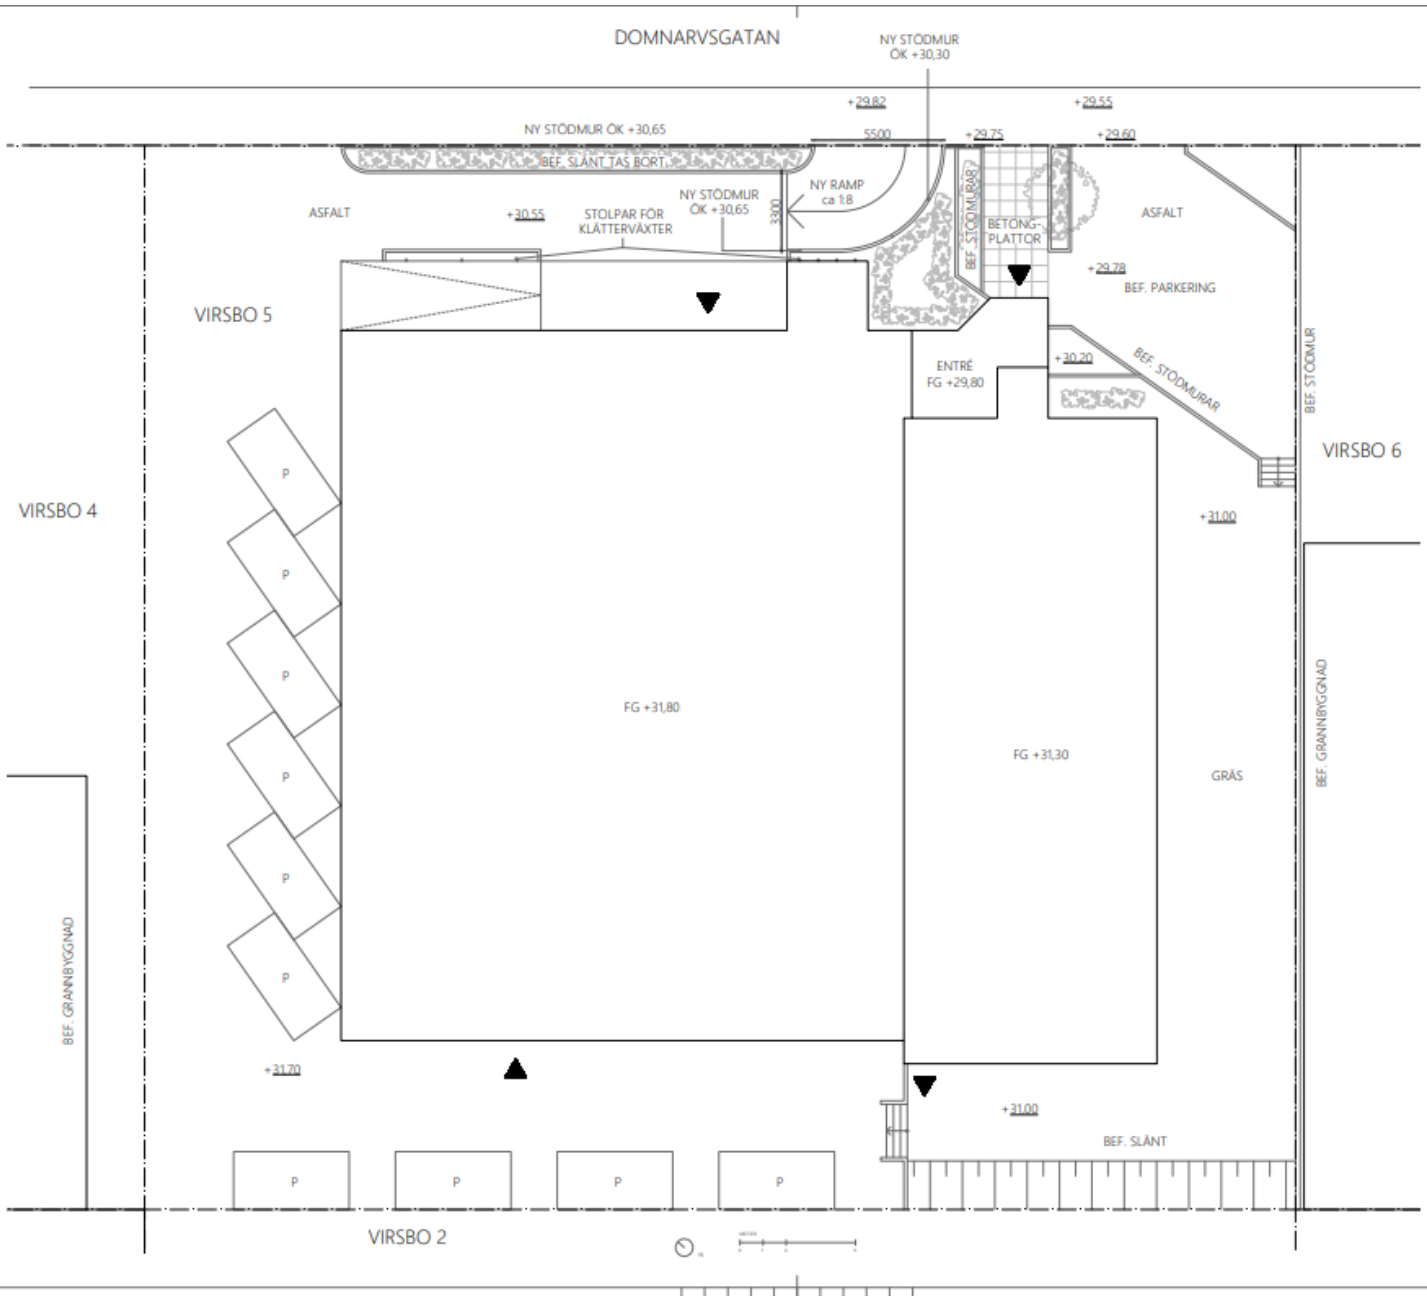 DOMNARVSGATAN
NY STÖDMUR
ÖK +30,30
+29.82
+29.55
NY STÖDMUR ÖK +30,65
5500
+29.75
+29.60
BEF. SLÄNT TAS BORT.
NY RAMP
ca 1:8
NY STÖDMUR
ÖK +30,65
3300
BEF. STÖDMURAR
ASFALT
+30.55
STOLPAR FÖR
KLÄTTERVÄXTER
BETONG-
PLATTOR
ASFALT
+29.78
BEF. PARKERING
VIRSBO 5
ENTRÉ
FG +29,80
+30.20
BEF. STÖDMURAR
BEF. STÖDMUR
VIRSBO 6
P
VIRSBO 4
+31.00
P
P
FG +31,80
FG +31,30
BEF. GRANNBYGGNAD
P
GRÄS
P
P
BEF. GRANNBYGGNAD
+31.70
+31.00
BEF. SLÄNT
P
P
P
P
VIRSBO 2